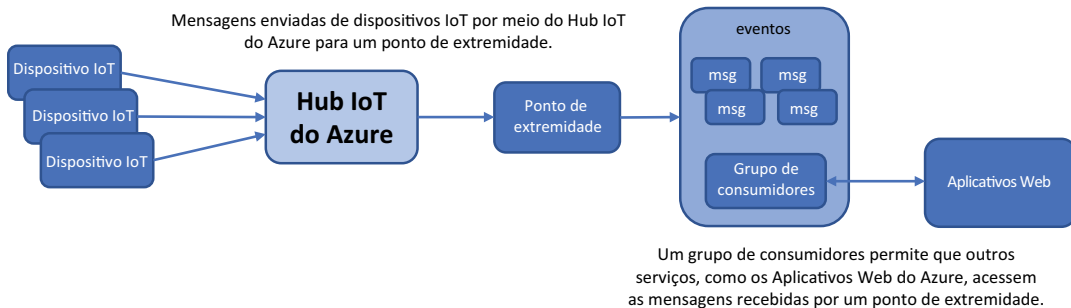 Mensagens enviadas de dispositivos IoT por meio do Hub IoT
do Azure para um ponto de extremidade.
Dispositivo IoT
Dispositivo IoT
Dispositivo IoT
Hub IoT
do Azure
Ponto de
extremidade
eventos
msg
msg
msg
msg
Grupo de
consumidores
Aplicativos Web
Um grupo de consumidores permite que outros
serviços, como os Aplicativos Web do Azure, acessem
as mensagens recebidas por um ponto de extremidade.